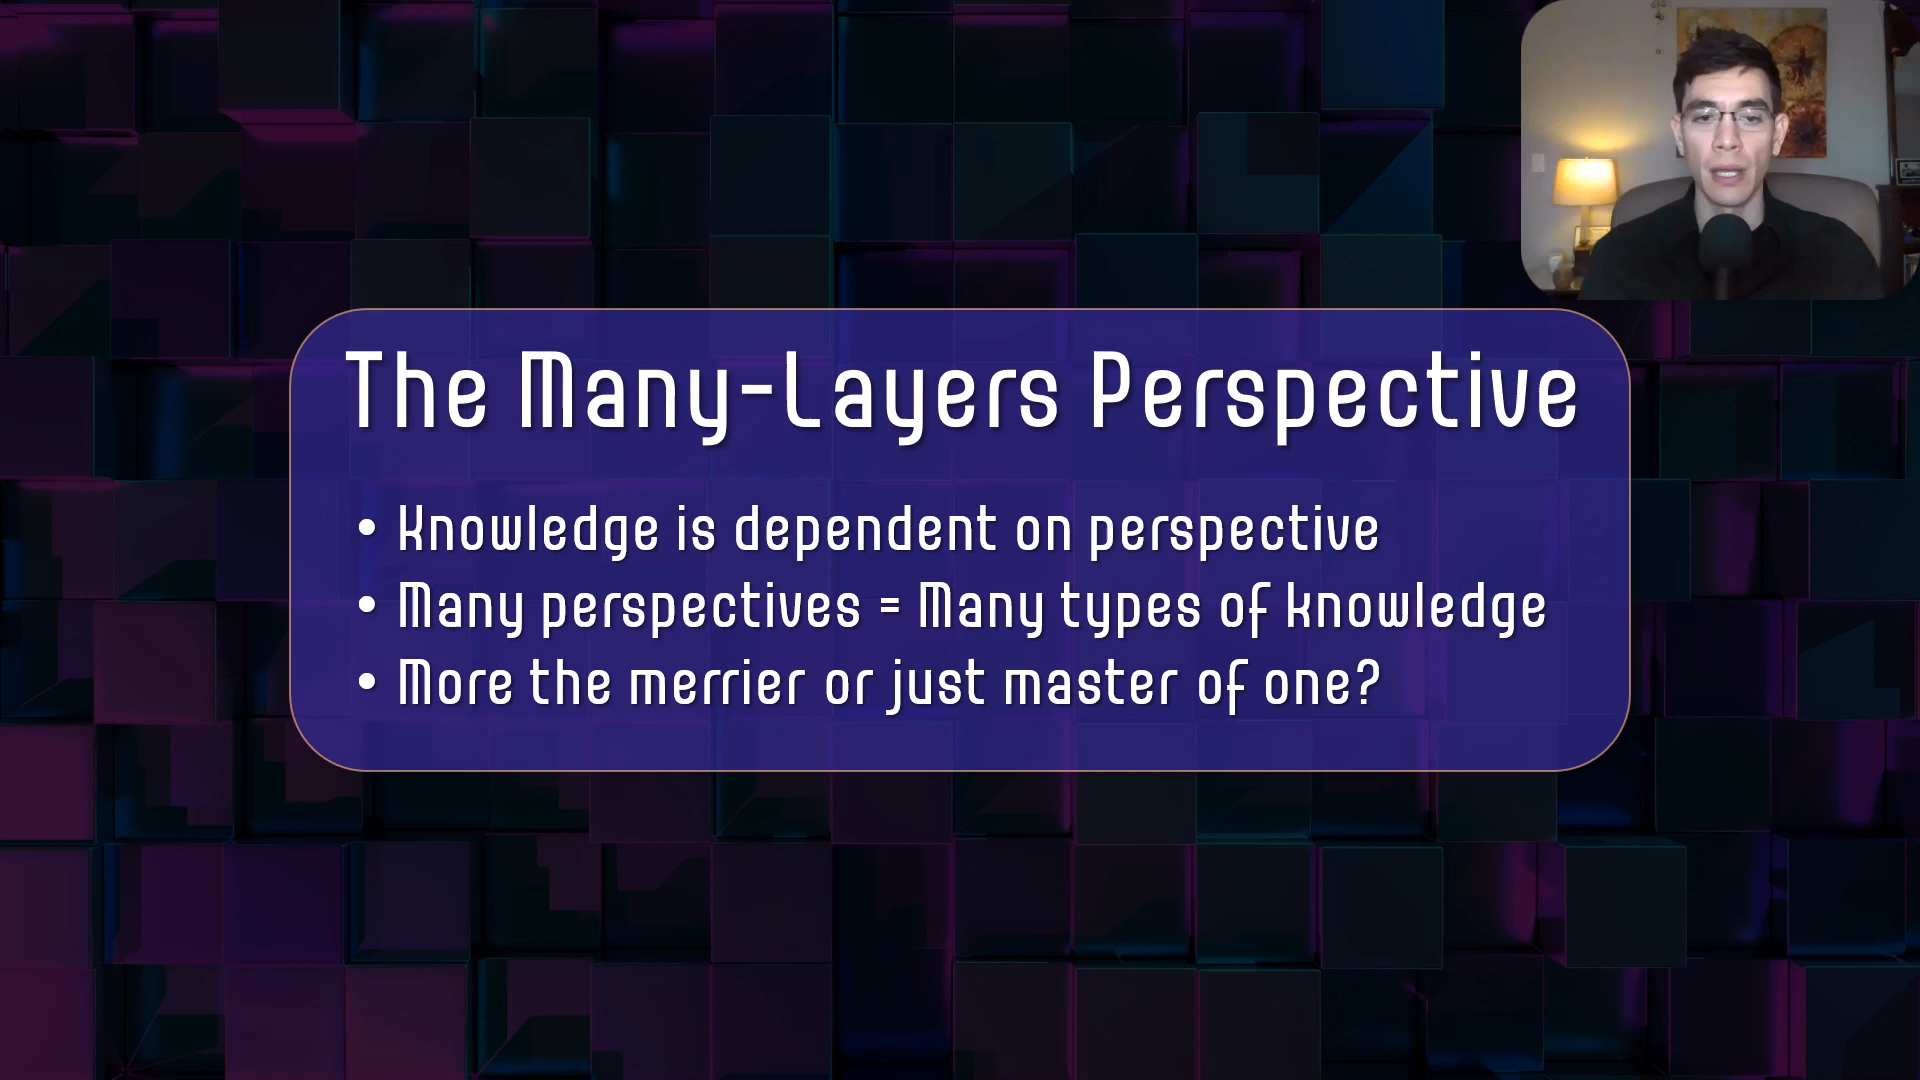 The Many-Layers Perspective
• Knowledge is dependent on perspective
• Many perspectives = Many types of knowledge
• More the merrier or just master of one?